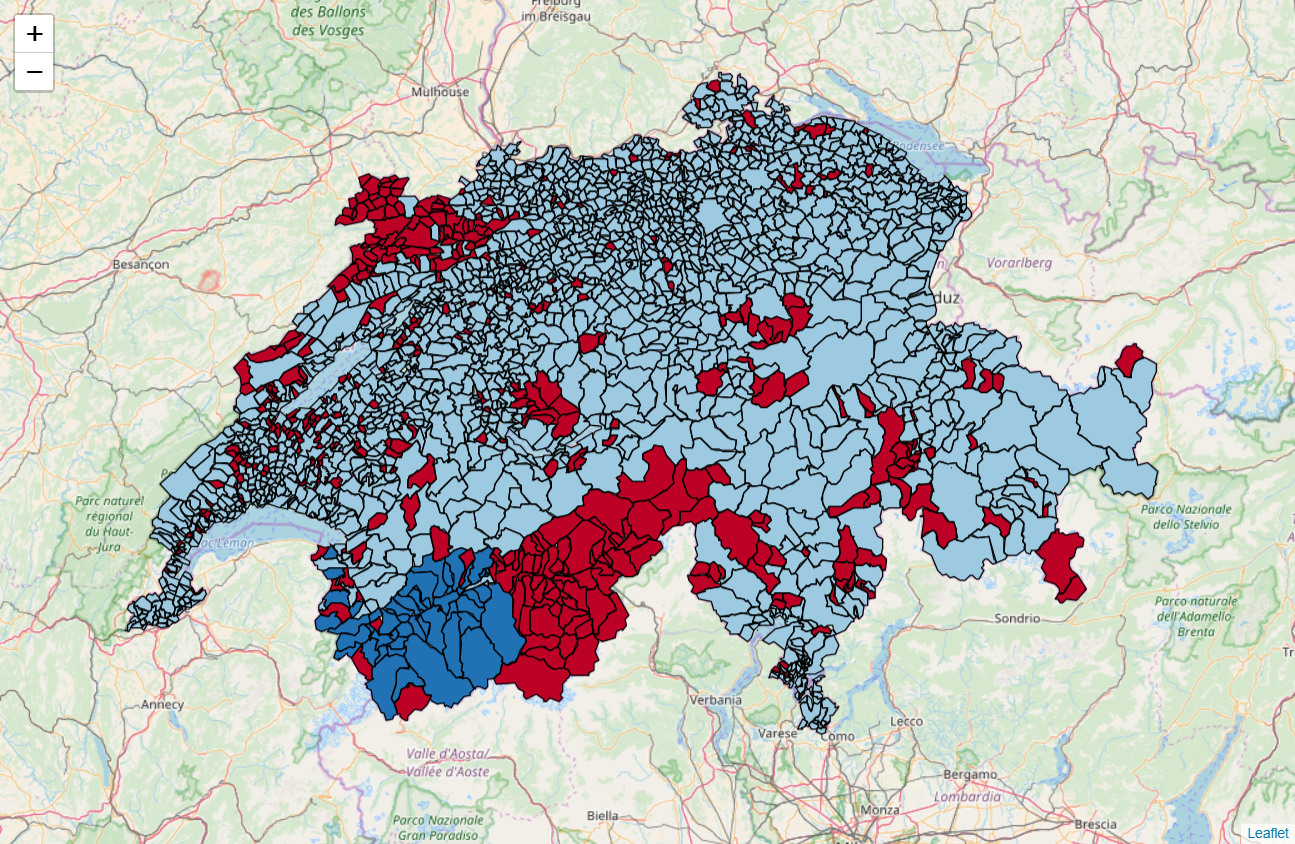 +
−
des Ballons
des Vosges
im Breisgau
Mulhouse
Bodensee
Besançon
Vorarlberg
duz
Parc naturel
régional
du Haut-
Jura
ac Léman
Parco Nazionale
dello Stelvio
Sondrio
Parco naturale
dell'Adamello-
Brenta
Annecy
Verbania
Lecco
Varese
Como
Valle d'Aosta/
Vallée d'Aoste
Bergamo
Lombardia
Biella
Monza
Parco Nazionale
Gran Paradiso
Brescia
Leaflet